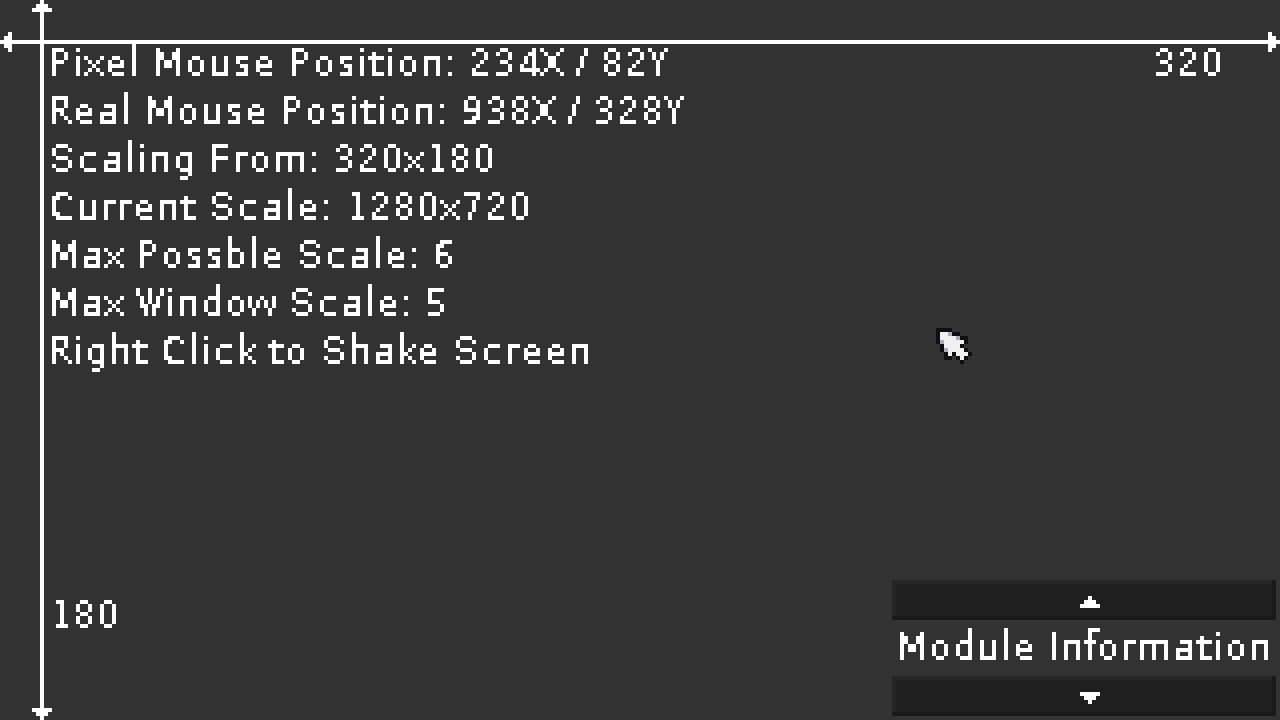 Pixel Mouse Position: 234X / 82Y
320
Real Mouse Position: 938X / 328Y
Scaling From: 320x180
Current Scale: 1280x720
Max Possble Scale: 6
Max Window Scale: 5
Right Click to Shake Screen
180
Module Information